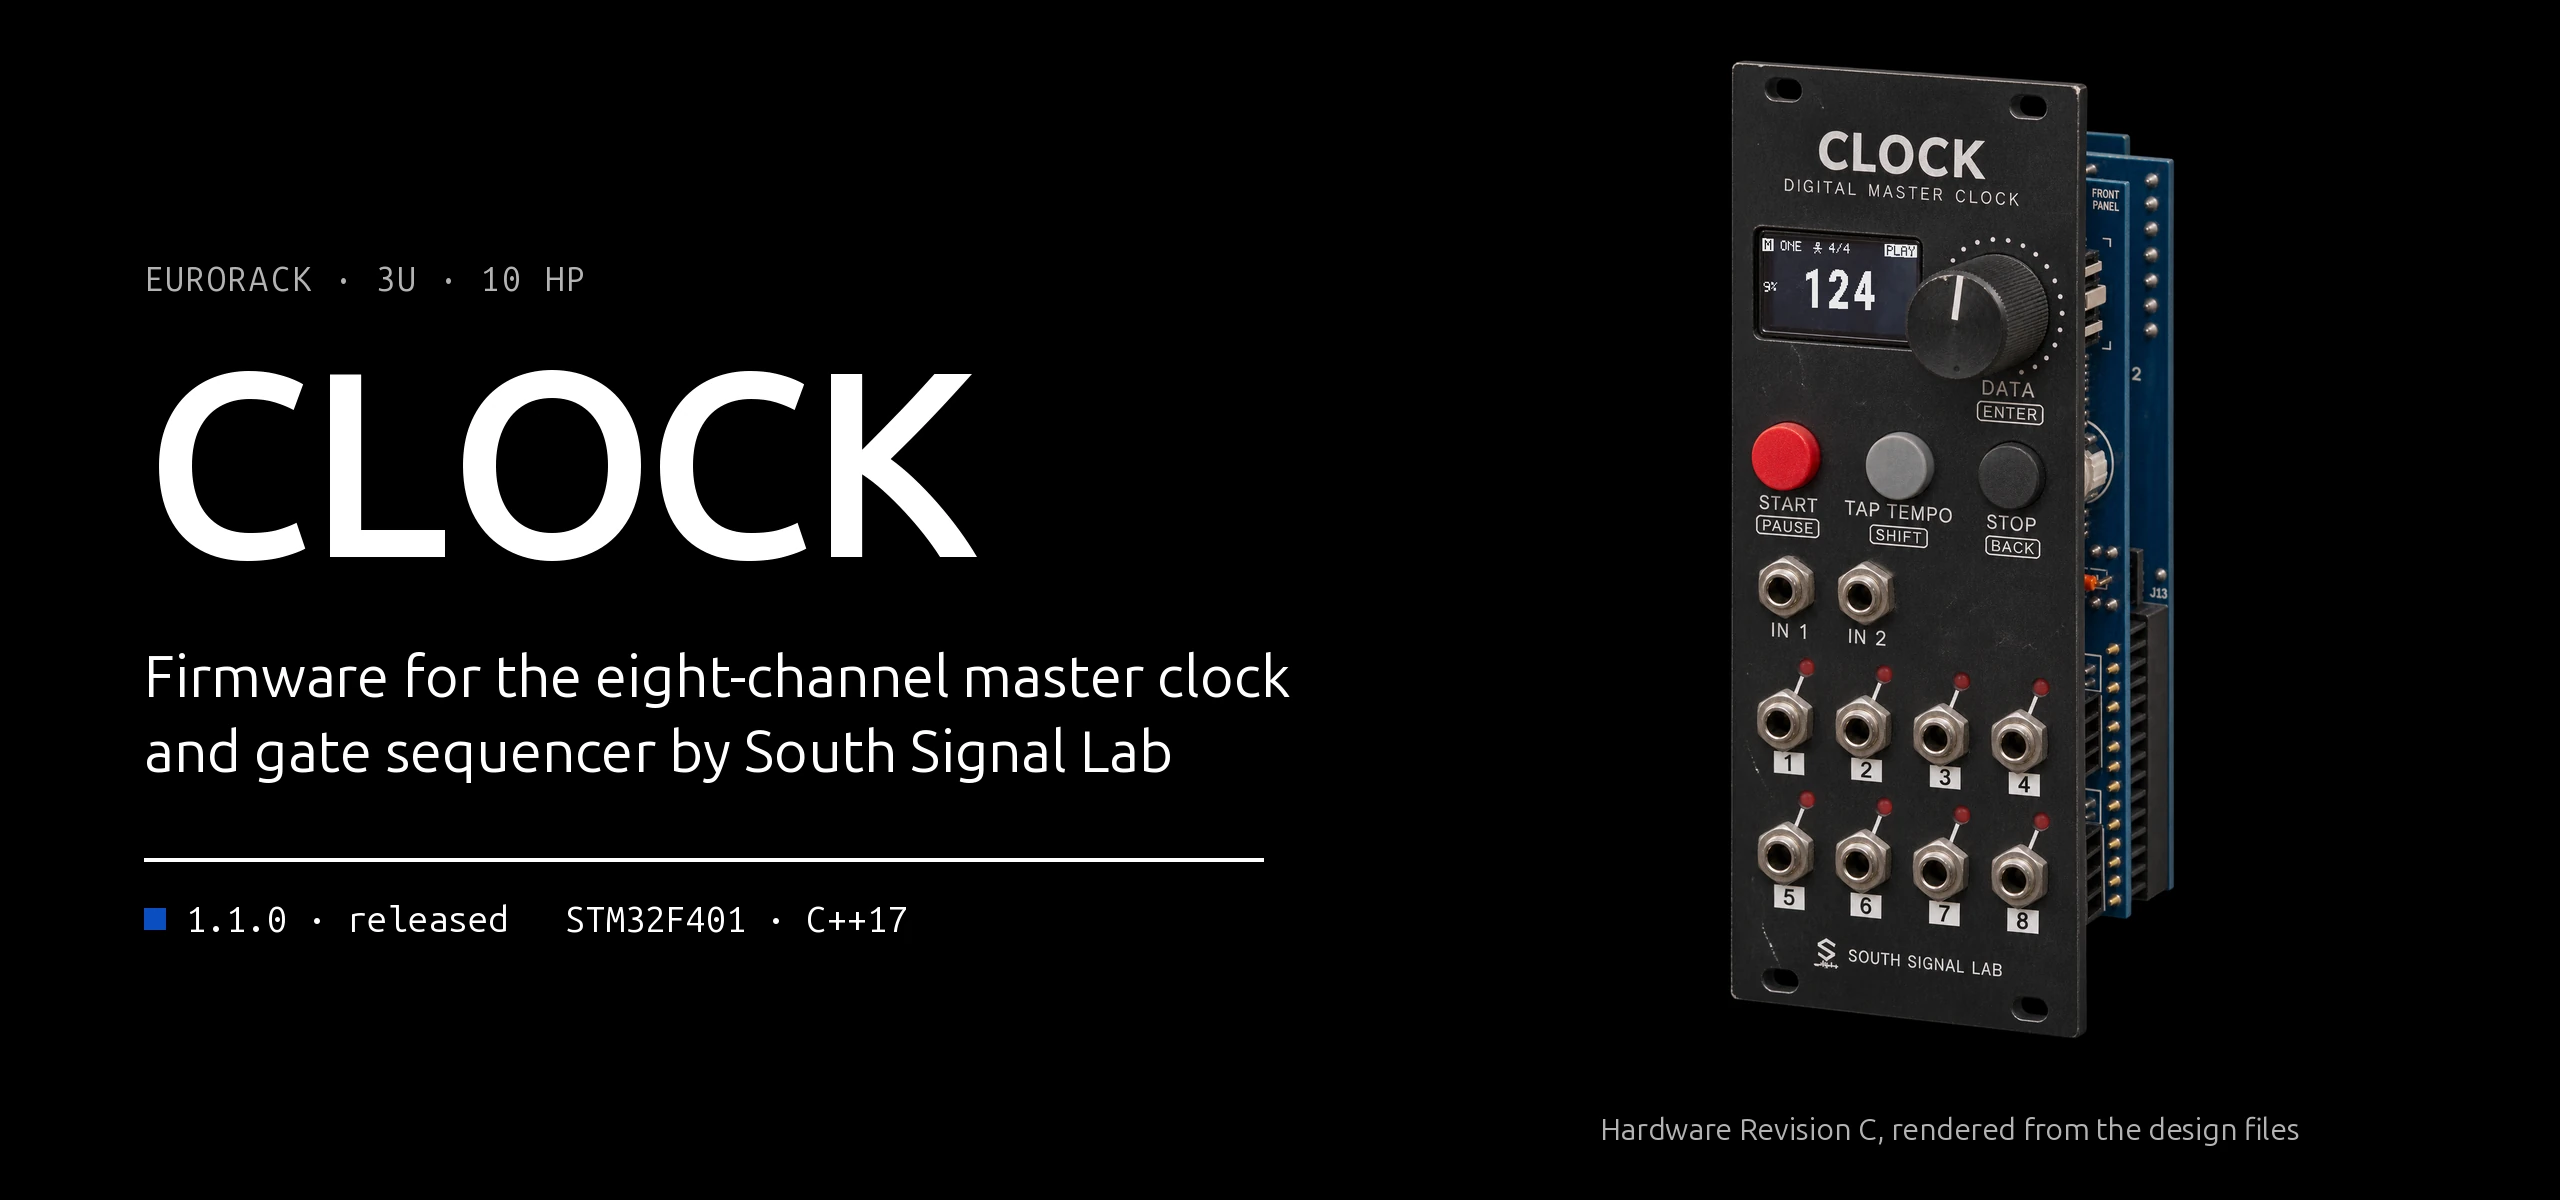 EURORACK · 3U · 10 HP
CLOCK
Firmware for the eight-channel master clock
and gate sequencer by South Signal Lab
1.1.0 · released STM32F401 · C++17
CLOCK
DIGITAL MASTER CLOCK
M ONE 4/4 PLAY
9%
124
DATA
ENTER
START
PAUSE
TAP TEMPO
SHIFT
STOP
BACK
IN 1
IN 2
1
2
3
4
5
6
7
8
SOUTH SIGNAL LAB
FRONT
PANEL
2
J13
Hardware Revision C, rendered from the design files